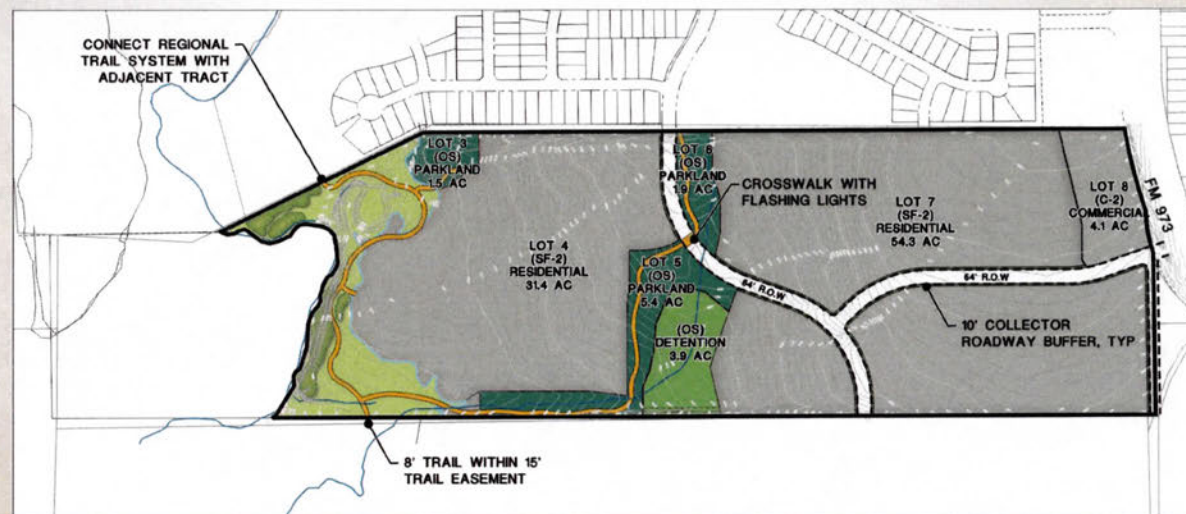 CONNECT REGIONAL
TRAIL SYSTEM WITH
ADJACENT TRACT
LOT 3
(OS)
PARKLAND
1.5 AC
LOT 6
(OS)
PARKLAND
1.9 AC
CROSSWALK WITH
FLASHING LIGHTS
LOT 4
(SF-2)
RESIDENTIAL
31.4 AC
LOT 5
(OS)
PARKLAND
5.4 AC
(OS)
DETENTION
3.9 AC
LOT 7
(SF-2)
RESIDENTIAL
54.3 AC
LOT 8
(C-2)
COMMERCIAL
4.1 AC
FM 973
64' R.O.W
64' R.O.W
10' COLLECTOR
ROADWAY BUFFER, TYP
8' TRAIL WITHIN 15'
TRAIL EASEMENT